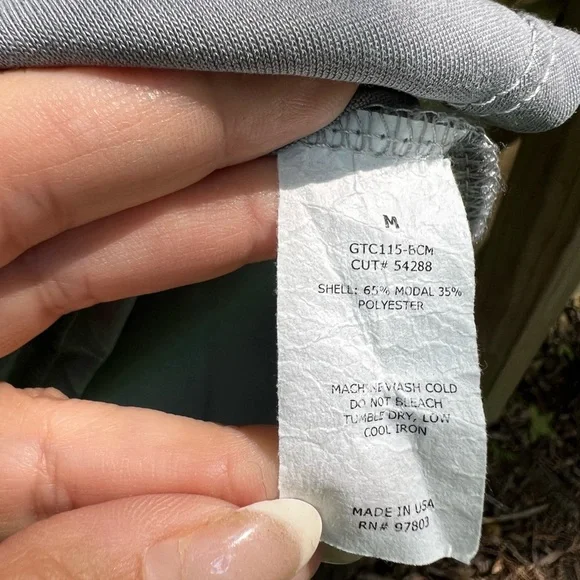 M
GTC115-BCM
CUT# 54288
SHELL: 65% MODAL 35%
POLYESTER
MACHINE WASH COLD
DO NOT BLEACH
TUMBLE DRY, LOW
COOL IRON
MADE IN USA
RN# 97803